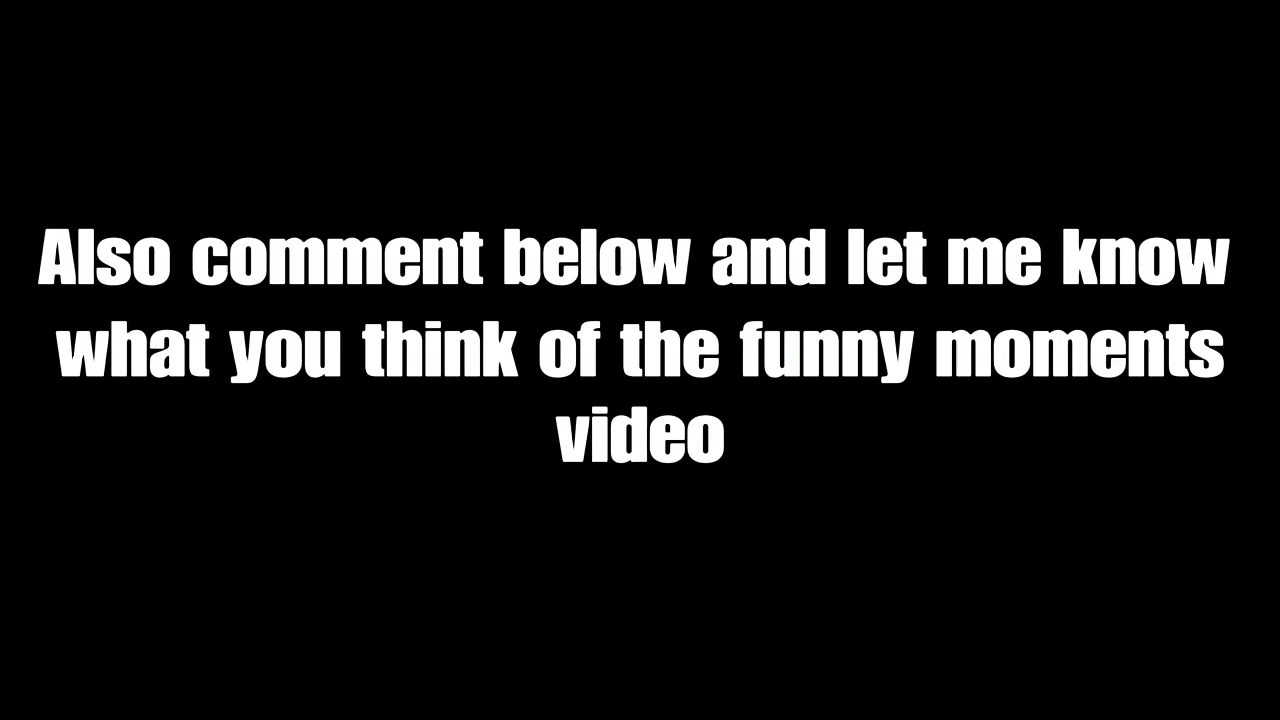 Also comment below and let me know
what you think of the funny moments
video